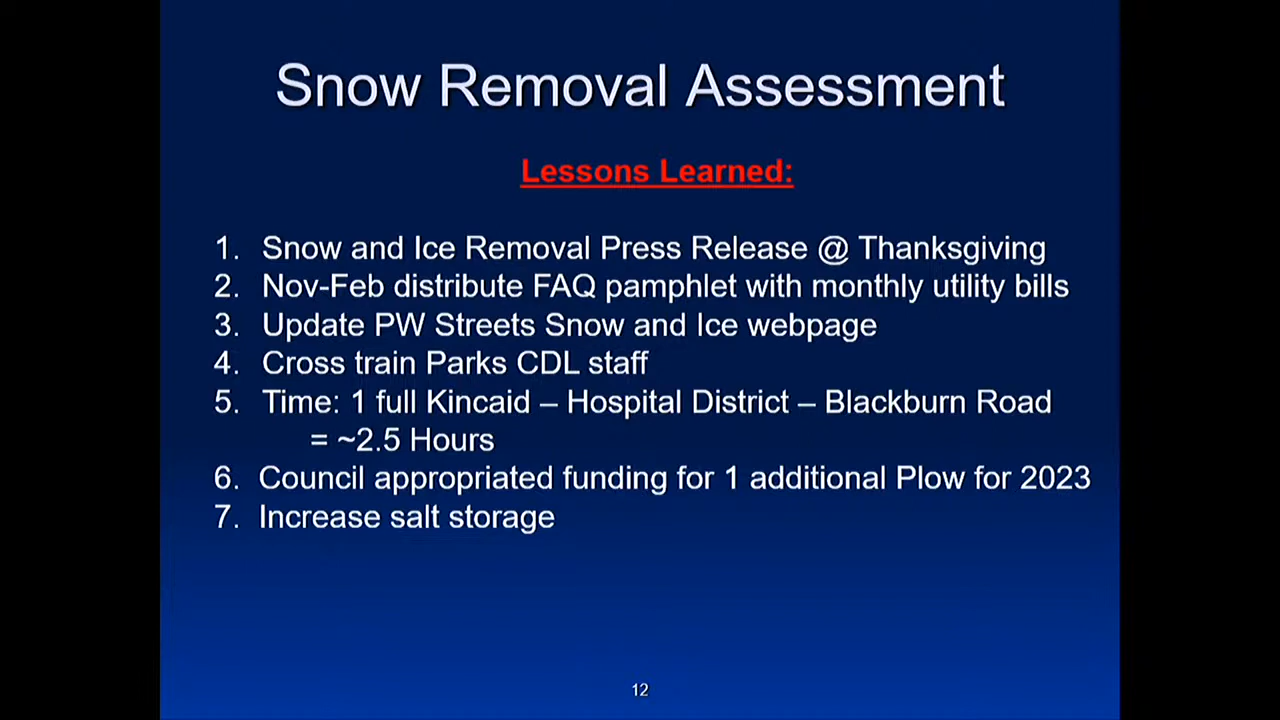 Snow Removal Assessment
Lessons Learned:
1. Snow and Ice Removal Press Release @ Thanksgiving
2. Nov-Feb distribute FAQ pamphlet with monthly utility bills
3. Update PW Streets Snow and Ice webpage
4. Cross train Parks CDL staff
5. Time: 1 full Kincaid – Hospital District – Blackburn Road
= ~2.5 Hours
6. Council appropriated funding for 1 additional Plow for 2023
7. Increase salt storage
12